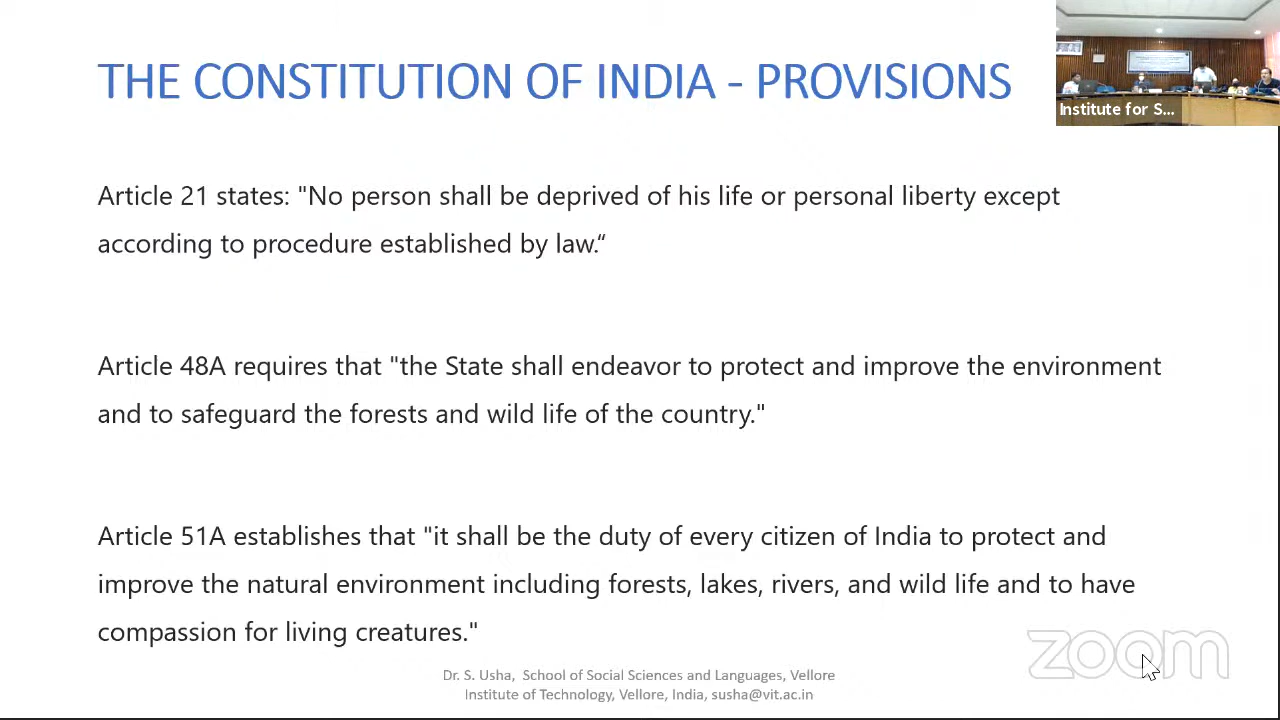 THE CONSTITUTION OF INDIA - PROVISIONS
Institute for S...
Article 21 states: "No person shall be deprived of his life or personal liberty except
according to procedure established by law.“
Article 48A requires that "the State shall endeavor to protect and improve the environment
and to safeguard the forests and wild life of the country."
Article 51A establishes that "it shall be the duty of every citizen of India to protect and
improve the natural environment including forests, lakes, rivers, and wild life and to have
compassion for living creatures."
zoom
Dr. S. Usha, School of Social Sciences and Languages, Vellore
Institute of Technology, Vellore, India, susha@vit.ac.in